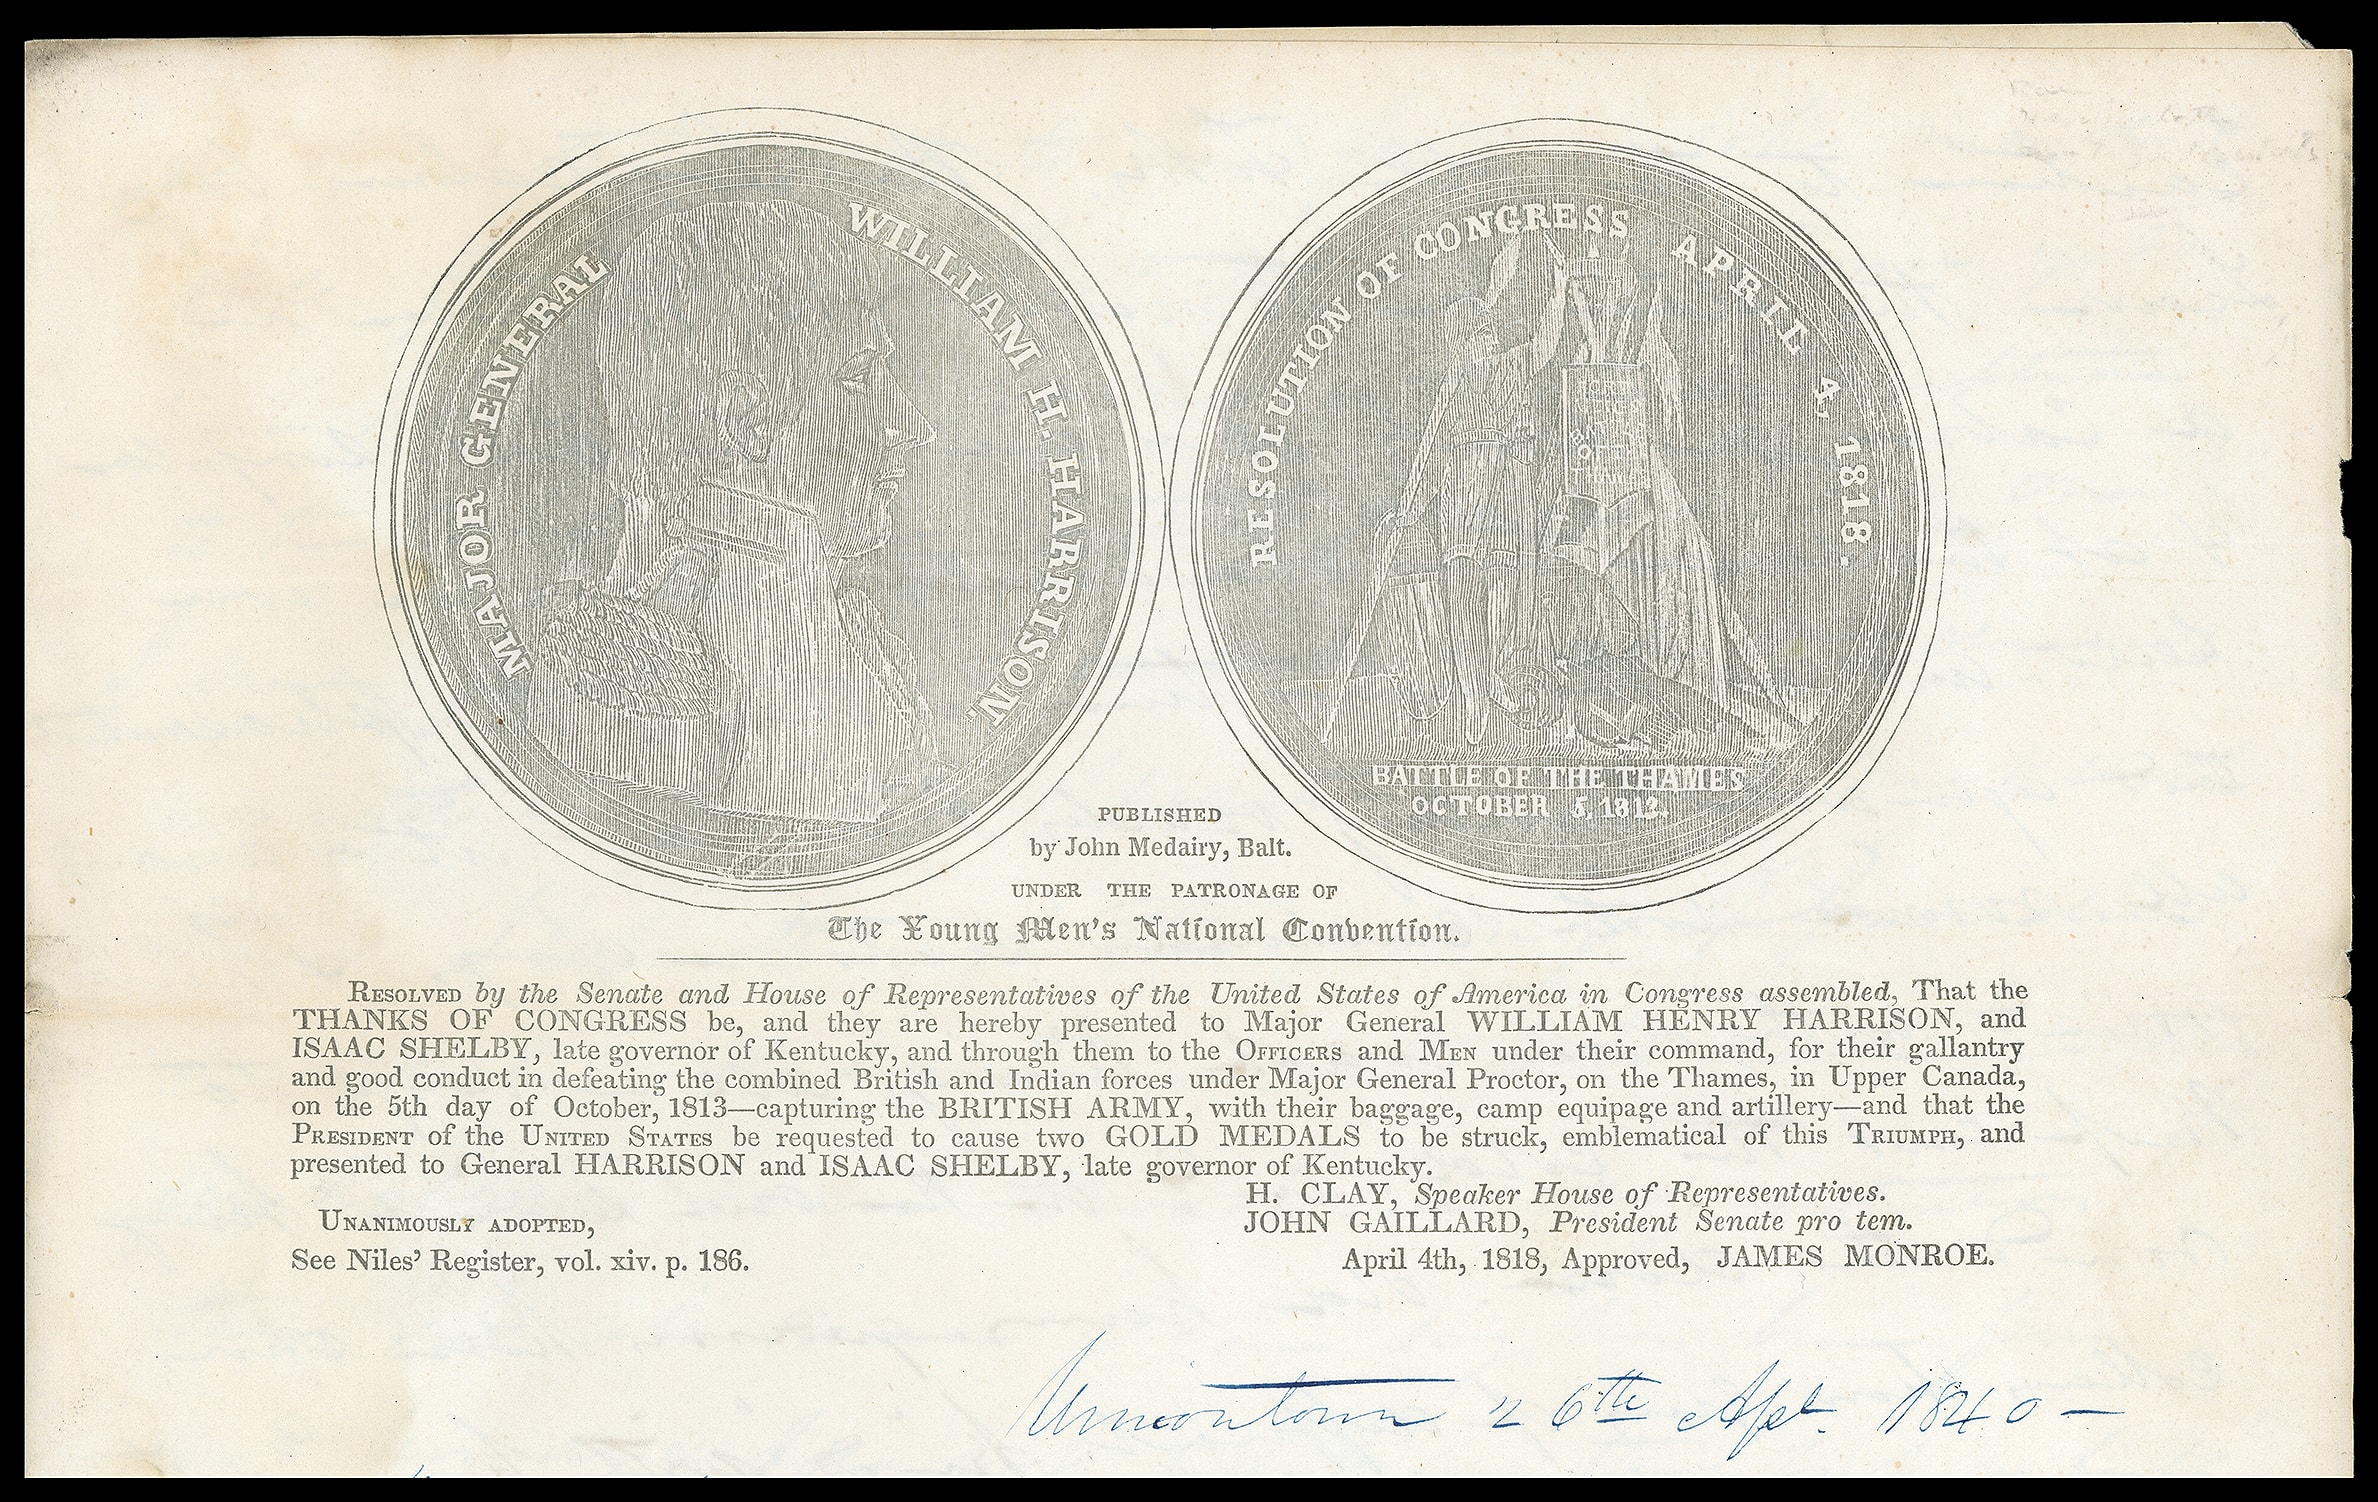 MAJOR GENERAL WILLIAM H. HARRISON.
RESOLUTION OF CONGRESS APRIL 4, 1818.
BATTLE OF THE THAMES
OCTOBER 5, 1813.
PUBLISHED
by John Medairy, Balt.
UNDER THE PATRONAGE OF
The Young Men's National Convention.
RESOLVED by the Senate and House of Representatives of the United States of America in Congress assembled, That the
THANKS OF CONGRESS be, and they are hereby presented to Major General WILLIAM HENRY HARRISON, and
ISAAC SHELBY, late governor of Kentucky, and through them to the OFFICERS and MEN under their command, for their gallantry
and good conduct in defeating the combined British and Indian forces under Major General Proctor, on the Thames, in Upper Canada,
on the 5th day of October, 1813—capturing the BRITISH ARMY, with their baggage, camp equipage and artillery—and that the
PRESIDENT of the UNITED STATES be requested to cause two GOLD MEDALS to be struck, emblematical of this TRIUMPH, and
presented to General HARRISON and ISAAC SHELBY, late governor of Kentucky.
H. CLAY, Speaker House of Representatives.
UNANIMOUSLY ADOPTED,
JOHN GAILLARD, President Senate pro tem.
See Niles' Register, vol. xiv. p. 186.
April 4th, 1818, Approved, JAMES MONROE.
Uniontown 26th Apl. 1840 —